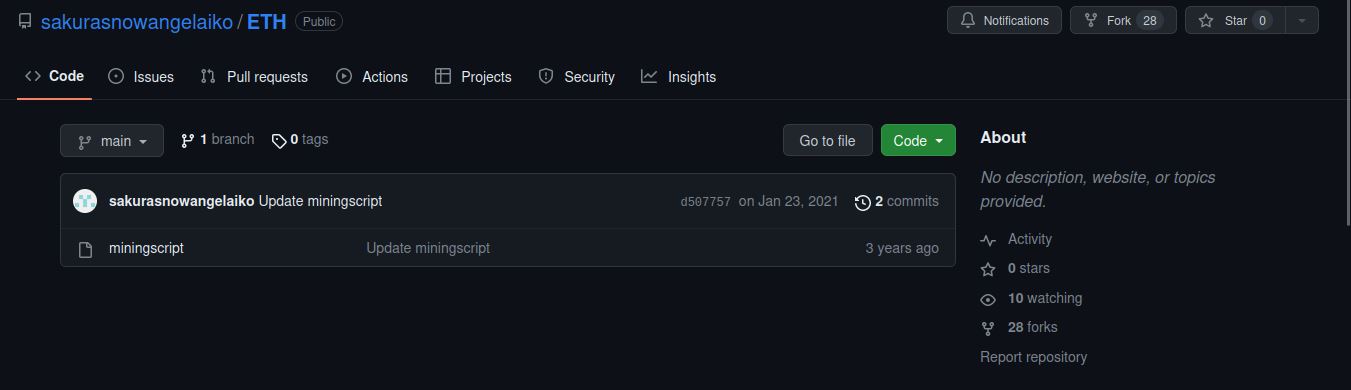 sakurasnowangelaiko / ETH Public Notifications Fork 28 Star 0
Code Issues Pull requests Actions Projects Security Insights
main 1 branch 0 tags Go to file Code
About
No description, website, or topics
provided.
sakurasnowangelaiko Update miningscript d507757 on Jan 23, 2021 2 commits
miningscript Update miningscript 3 years ago
Activity
0 stars
10 watching
28 forks
Report repository